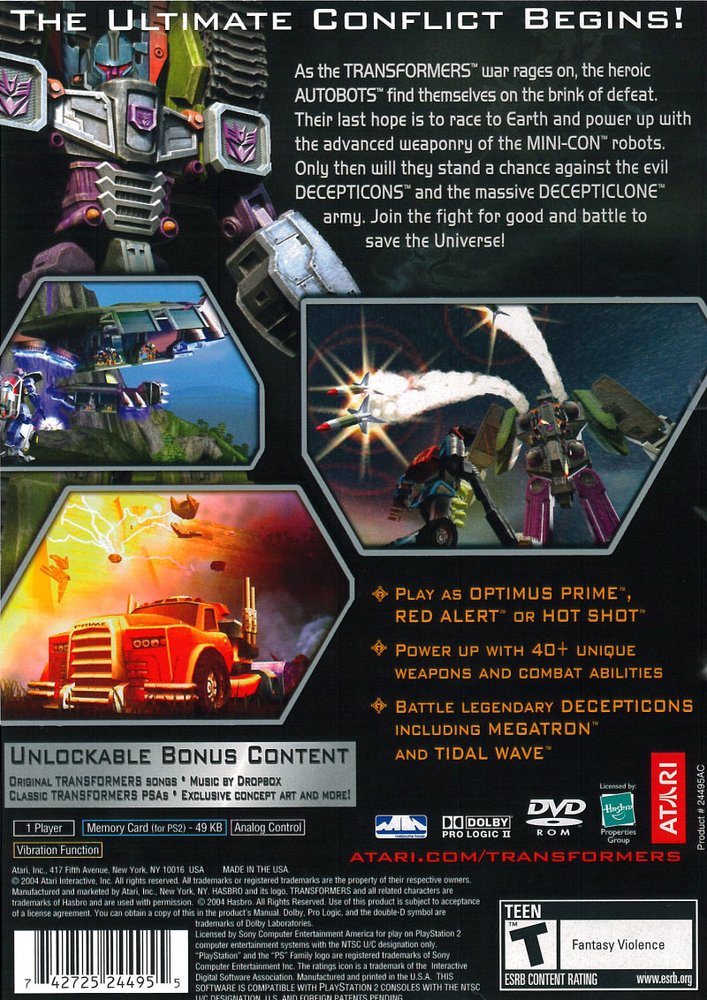 THE ULTIMATE CONFLICT BEGINS!
As the TRANSFORMERS™ war rages on, the heroic
AUTOBOTS™ find themselves on the brink of defeat.
Their last hope is to race to Earth and power up with
the advanced weaponry of the MINI-CON™ robots.
Only then will they stand a chance against the evil
DECEPTICONS™ and the massive DECEPTICLONE™
army. Join the fight for good and battle to
save the Universe!
PRIME
PLAY AS OPTIMUS PRIME™,
RED ALERT™ OR HOT SHOT™
POWER UP WITH 40+ UNIQUE
WEAPONS AND COMBAT ABILITIES
BATTLE LEGENDARY DECEPTICONS
INCLUDING MEGATRON™
AND TIDAL WAVE™
UNLOCKABLE BONUS CONTENT
ORIGINAL TRANSFORMERS SONGS • MUSIC BY DROPBOX
CLASSIC TRANSFORMERS PSAS • EXCLUSIVE CONCEPT ART AND MORE!
1 Player
Memory Card (for PS2) - 49 KB
Analog Control
Vibration Function
melbourne house
DOLBY
PRO LOGIC II
DVD
ROM
Licensed by:
Hasbro
Properties
Group
ATARI
Product # 24495AC
ATARI.COM/TRANSFORMERS
Atari, Inc., 417 Fifth Avenue, New York, NY 10016 USA MADE IN THE USA.
© 2004 Atari Interactive, Inc. All rights reserved. All trademarks or registered trademarks are the property of their respective owners.
Manufactured and marketed by Atari, Inc., New York, NY. HASBRO and its logo, TRANSFORMERS and all related characters are
trademarks of Hasbro and are used with permission. © 2004 Hasbro. All Rights Reserved. Use of this product is subject to acceptance
of a license agreement. You can obtain a copy of this in the product's Manual. Dolby, Pro Logic, and the double-D symbol are
trademarks of Dolby Laboratories.
Licensed by Sony Computer Entertainment America for play on PlayStation 2
computer entertainment systems with the NTSC U/C designation only.
"PlayStation" and the "PS" Family logo are registered trademarks of Sony
Computer Entertainment Inc. The ratings icon is a trademark of the Interactive
Digital Software Association. Manufactured and printed in the U.S.A. THIS
SOFTWARE IS COMPATIBLE WITH PLAYSTATION 2 CONSOLES WITH THE NTSC
U/C DESIGNATION. U.S. AND FOREIGN PATENTS PENDING.
7 42725 24495 5
TEEN
T
Fantasy Violence
ESRB CONTENT RATING www.esrb.org